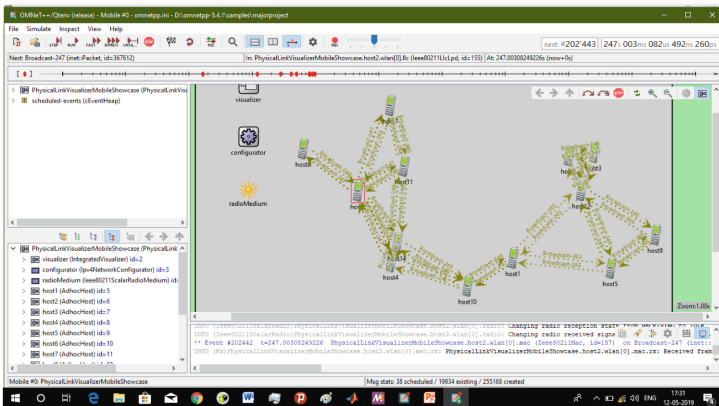 OMNeT++/Qtenv (release) - Mobile #0 - omnetpp.ini - D:\omnetpp-5.4.1\samples\majorproject
File Simulate Inspect View Help
STEP RUN FAST EXPRESS UNTIL... STOP REC
next: #202'443 247s 003ms 082us 492ns 260ps
Next: Broadcast-247 (inet::Packet, id=367612) In: PhysicalLinkVisualizerMobileShowcase.host2.wlan[0].llc (Ieee80211LlcLpd, id=155) At: 247.00308249226s (now+0s)
PhysicalLinkVisualizerMobileShowcase (PhysicalLinkVis
scheduled-events (cEventHeap)
visualizer
configurator
radioMedium
host8
host11
host10
host1
host5
host9
host4
Zoom:1.00x
PhysicalLinkVisualizerMobileShowcase (PhysicalLink
visualizer (IntegratedVisualizer) id=2
configurator (Ipv4NetworkConfigurator) id=3
radioMedium (Ieee80211ScalarRadioMedium) id=
host1 (AdhocHost) id=5
host2 (AdhocHost) id=6
host3 (AdhocHost) id=7
host4 (AdhocHost) id=8
host5 (AdhocHost) id=9
host6 (AdhocHost) id=10
host7 (AdhocHost) id=11
INFO (Ieee80211ScalarRadio)PhysicalLinkVisualizerMobileShowcase.host2.wlan[0].radio: Changing radio received signa
** Event #202442 t=247.00308249226 PhysicalLinkVisualizerMobileShowcase.host2.wlan[0].mac (Ieee80211Mac, id=157) on Broadcast-247 (inet::
INFO (Rx)PhysicalLinkVisualizerMobileShowcase.host2.wlan[0].mac.rx: PhysicalLinkVisualizerMobileShowcase.host2.wlan[0].mac.rx: Received fram
Mobile #0: PhysicalLinkVisualizerMobileShowcase
Msg stats: 38 scheduled / 19934 existing / 255168 created
ENG
17:31
12-05-2019